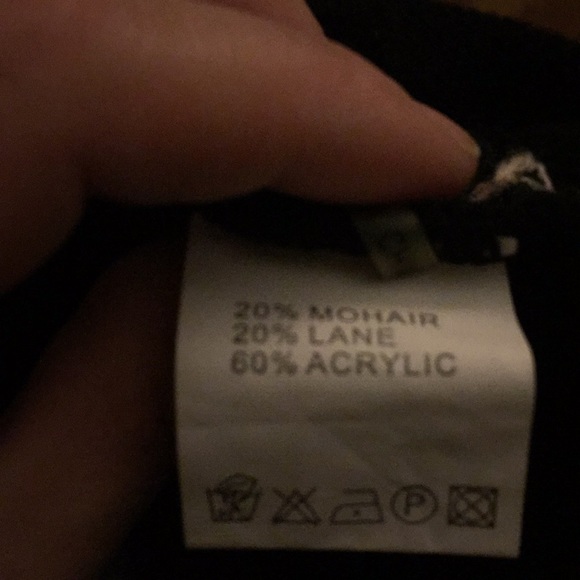 20% MOHAIR
20% LANE
60% ACRYLIC
P